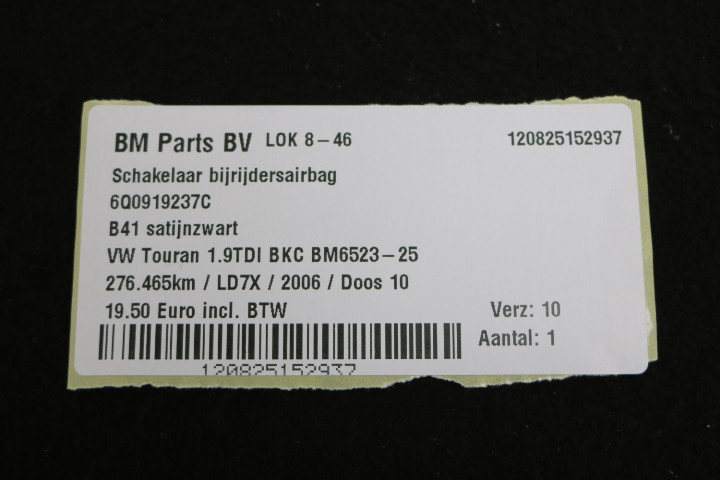 BM Parts BV LOK 8-46 120825152937
Schakelaar bijrijdersairbag
6Q0919237C
B41 satijnzwart
VW Touran 1.9TDI BKC BM6523-25
276.465km / LD7X / 2006 / Doos 10
19.50 Euro incl. BTW Verz: 10
Aantal: 1
120825152937